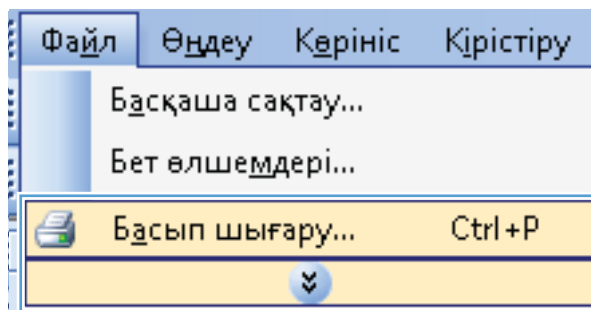 Файл Өңдеу Көрініс Кірістіру
Басқаша сақтау...
Бет өлшемдері...
Басып шығару... Ctrl+P